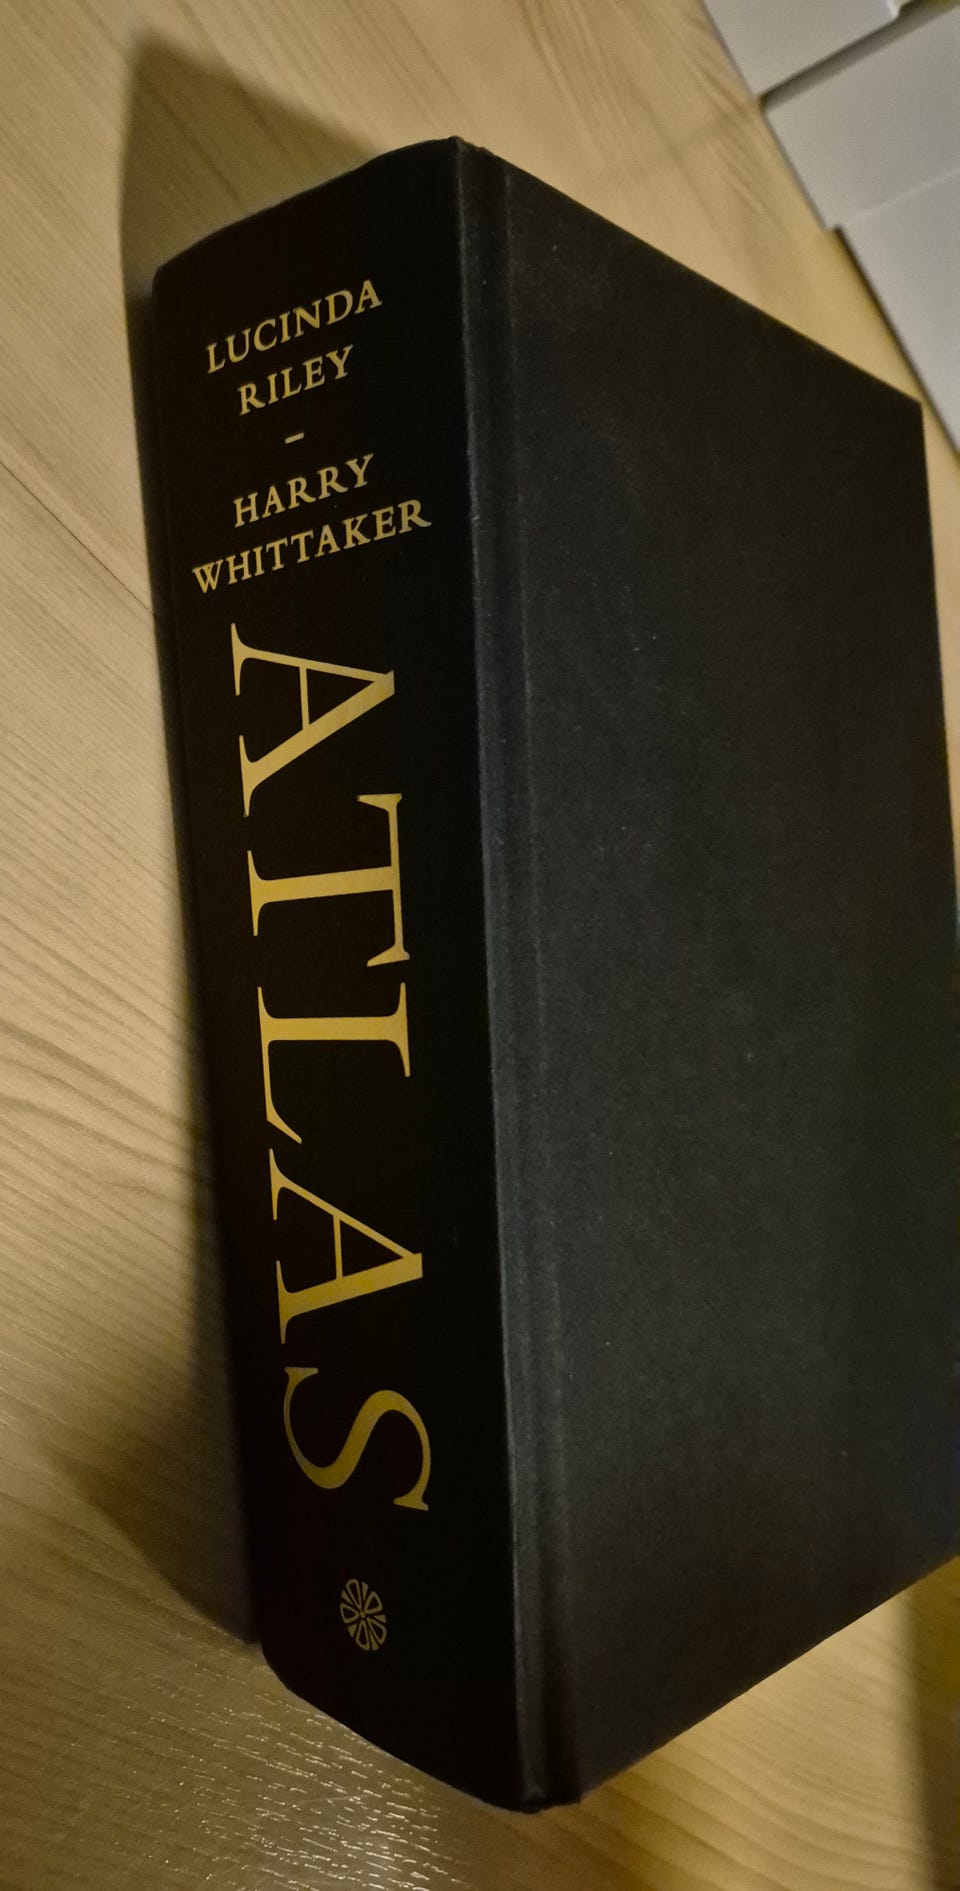 LUCINDA
RILEY
–
HARRY
WHITTAKER
ATLAS